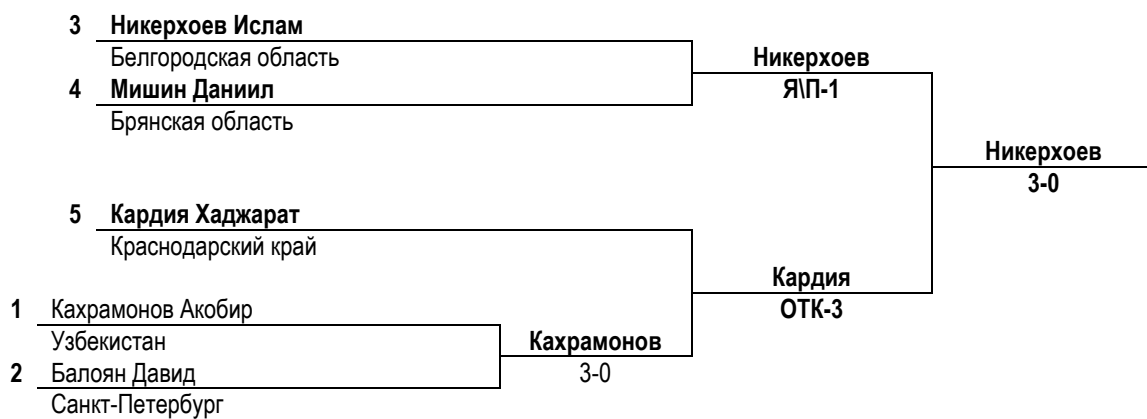 3 Никерхоев Ислам
Белгородская область
Никерхоев
4 Мишин Даниил
Я\П-1
Брянская область
Никерхоев
3-0
5 Кардия Хаджарат
Краснодарский край
Кардия
1 Кахрамонов Акобир
ОТК-3
Узбекистан
Кахрамонов
2 Балоян Давид
3-0
Санкт-Петербург